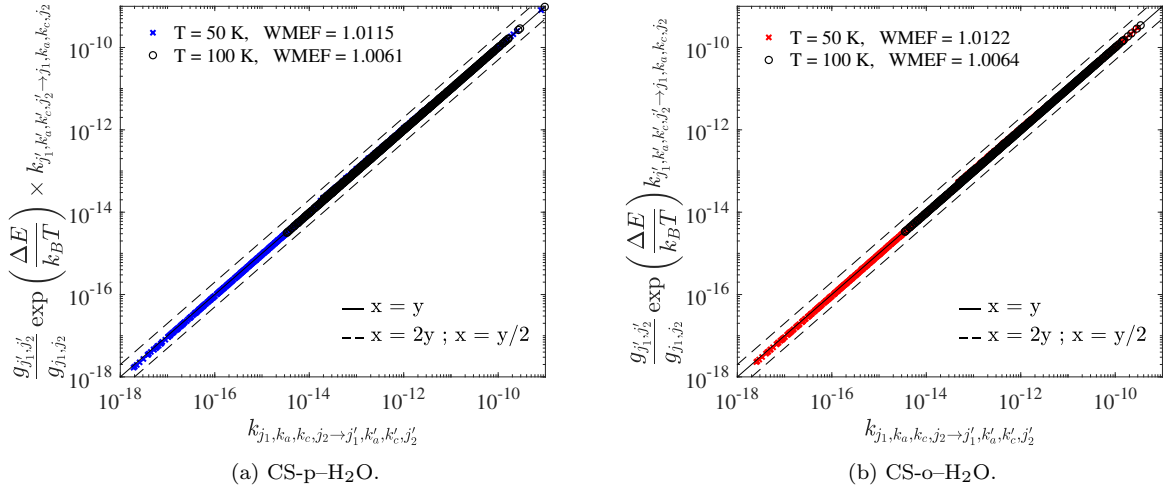 g_{j'_1,j'_2}/g_{j_1,j_2} exp(ΔE/k_BT) × k_{j'_1,k'_a,k'_c,j'_2→j_1,k_a,k_c,j_2}
10^-10
10^-12
10^-14
10^-16
10^-18
× T = 50 K, WMEF = 1.0115
○ T = 100 K, WMEF = 1.0061
x = y
x = 2y ; x = y/2
10^-18 10^-16 10^-14 10^-12 10^-10
k_{j_1,k_a,k_c,j_2→j'_1,k'_a,k'_c,j'_2}
(a) CS-p–H₂O.
g_{j'_1,j'_2}/g_{j_1,j_2} exp(ΔE/k_BT) k_{j'_1,k'_a,k'_c,j'_2→j_1,k_a,k_c,j_2}
10^-10
10^-12
10^-14
10^-16
10^-18
× T = 50 K, WMEF = 1.0122
○ T = 100 K, WMEF = 1.0064
x = y
x = 2y ; x = y/2
10^-18 10^-16 10^-14 10^-12 10^-10
k_{j_1,k_a,k_c,j_2→j'_1,k'_a,k'_c,j'_2}
(b) CS-o–H₂O.